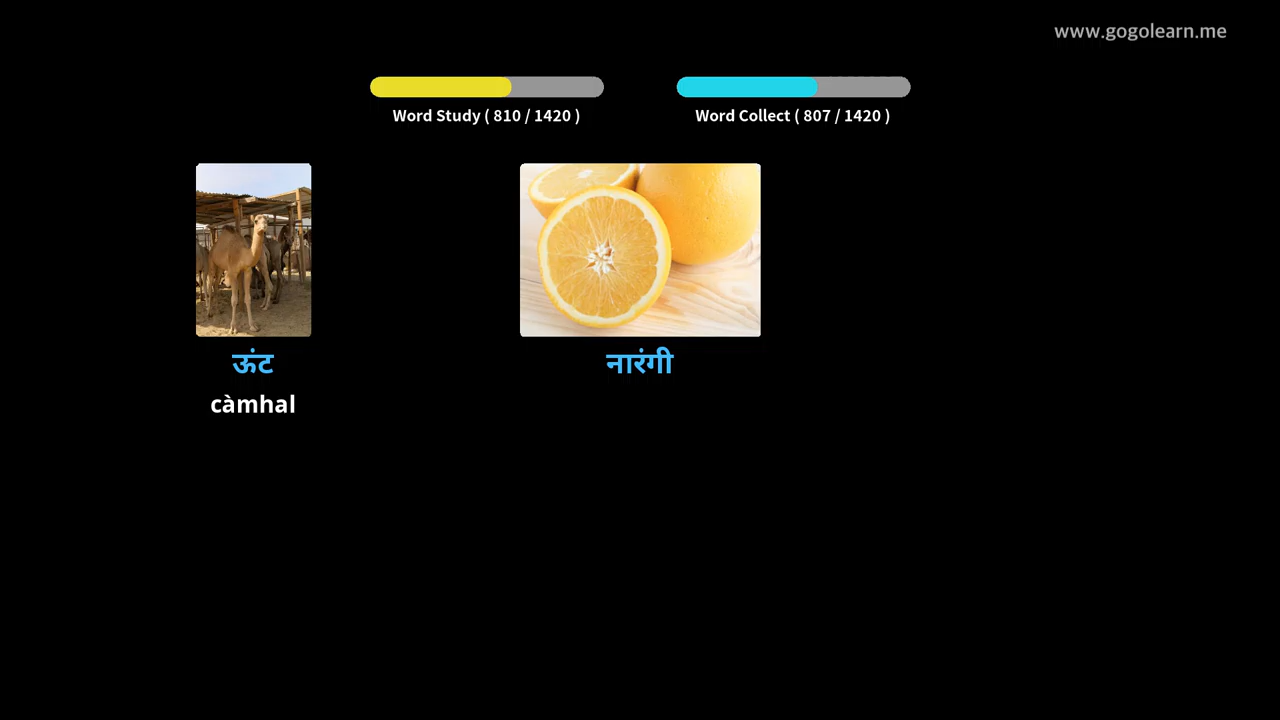 www.gogolearn.me
Word Study ( 810 / 1420 )
Word Collect ( 807 / 1420 )
ऊंट
नारंगी
càmhal